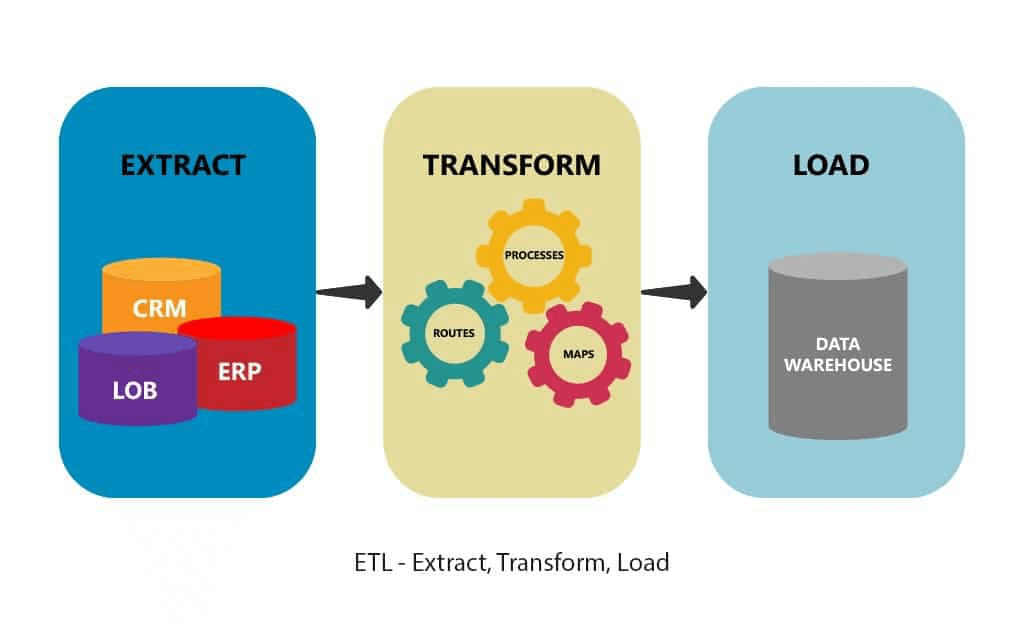 EXTRACT
CRM
ERP
LOB
TRANSFORM
PROCESSES
ROUTES
MAPS
LOAD
DATA
WAREHOUSE
ETL - Extract, Transform, Load